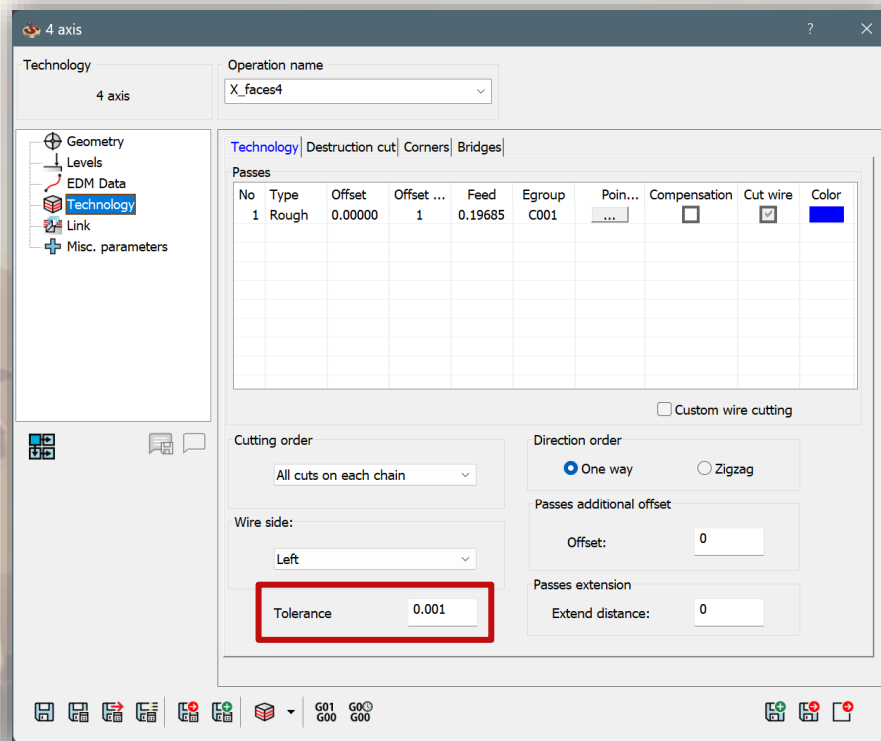 4 axis
?
Technology
4 axis
Operation name
X_faces4
Geometry
Levels
EDM Data
Technology
Link
Misc. parameters
Technology Destruction cut Corners Bridges
Passes
No Type Offset Offset ... Feed Egroup Poin... Compensation Cut wire Color
1 Rough 0.00000 1 0.19685 C001 ...
Custom wire cutting
Cutting order
All cuts on each chain
Direction order
One way Zigzag
Wire side:
Left
Passes additional offset
Offset: 0
Tolerance 0.001
Passes extension
Extend distance: 0
G01 G0
G00 G00